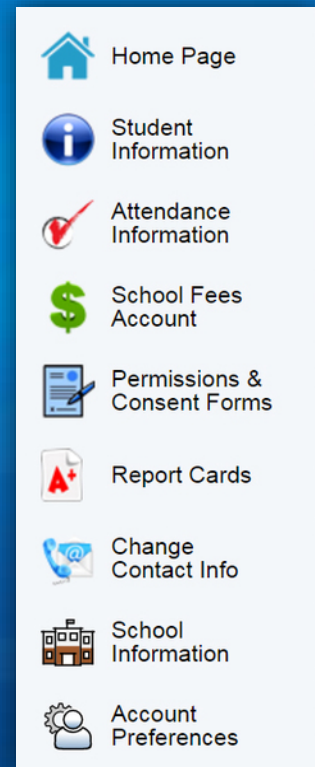 Home Page
Student
Information
Attendance
Information
School Fees
Account
Permissions &
Consent Forms
A+
Report Cards
@
Change
Contact Info
School
Information
Account
Preferences